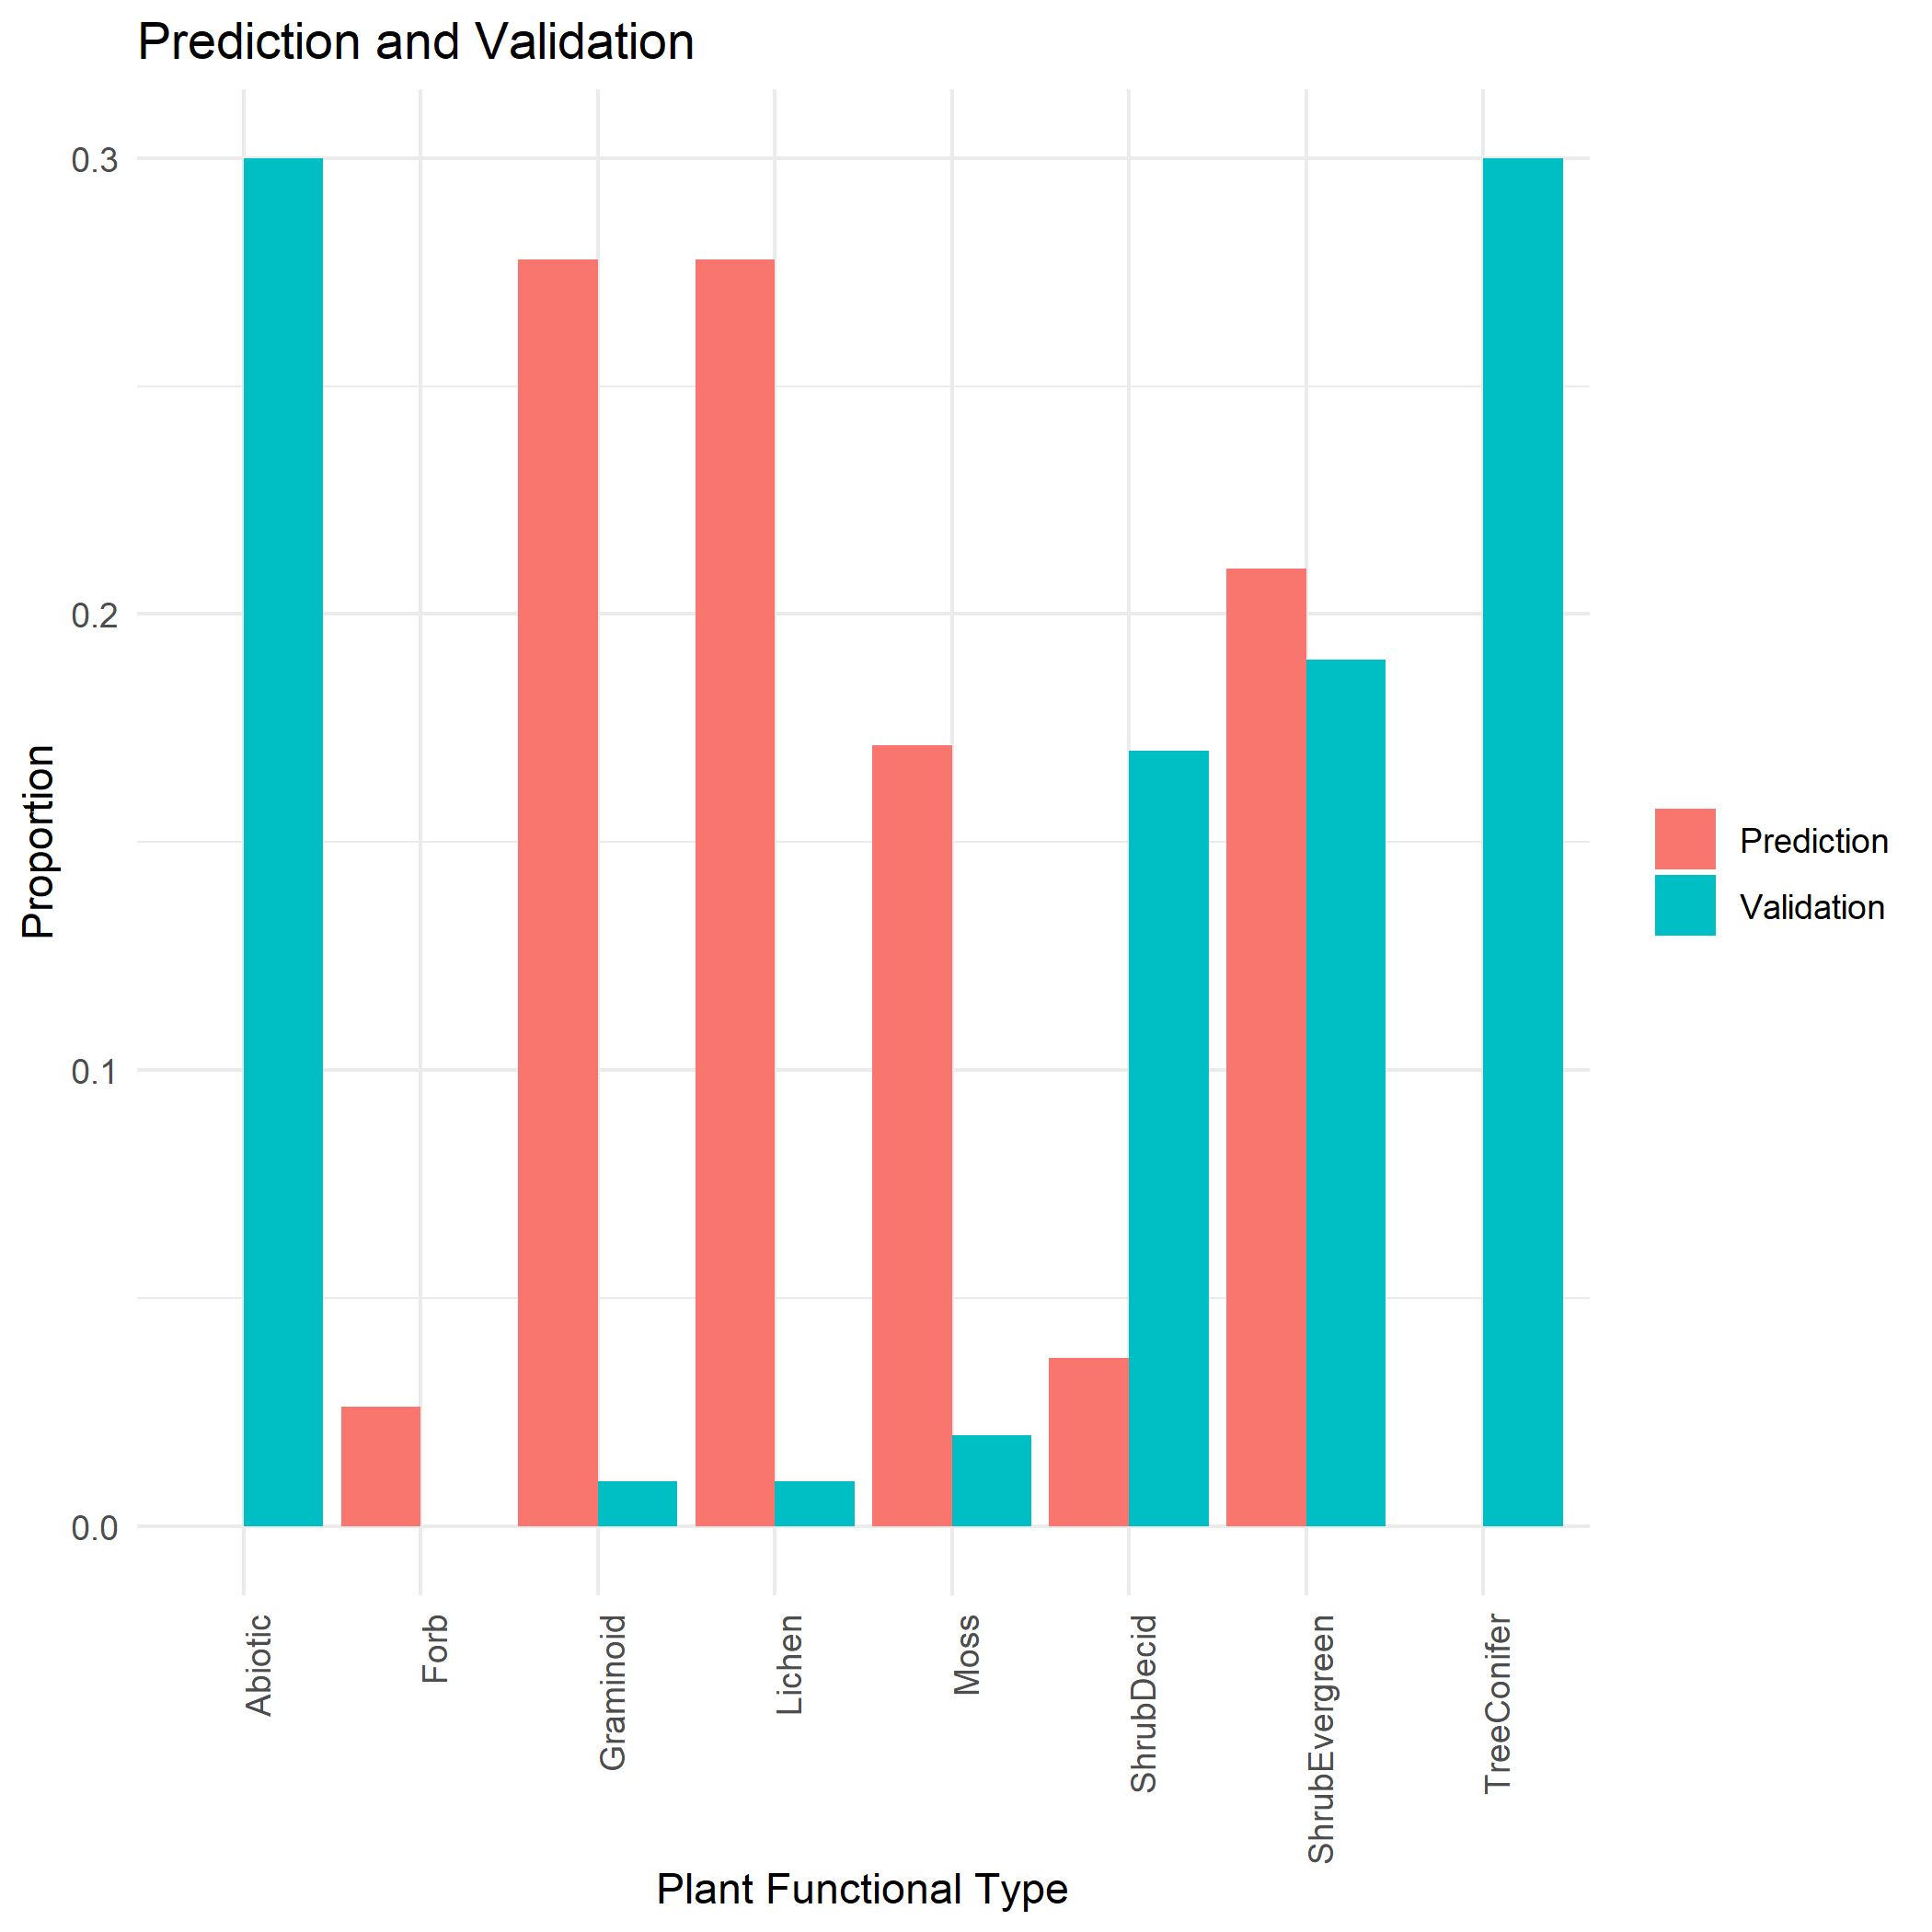 Prediction and Validation
0.3
0.2
0.1
0.0
Proportion
Abiotic
Forb
Graminoid
Lichen
Moss
ShrubDecid
ShrubEvergreen
TreeConifer
Plant Functional Type
Prediction
Validation